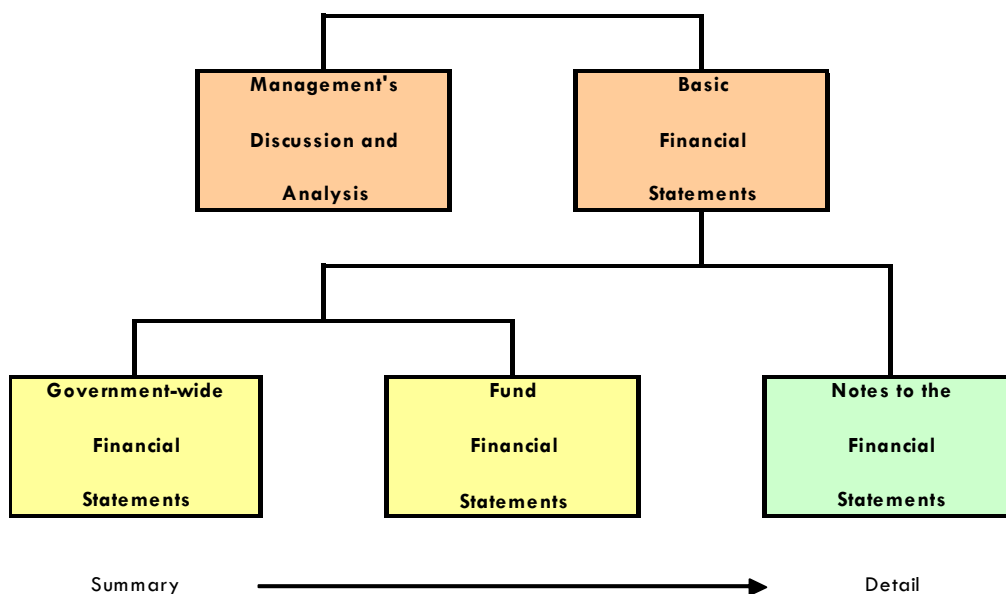 Management's
Discussion and
Analysis
Basic
Financial
Statements
Government-wide
Financial
Statements
Fund
Financial
Statements
Notes to the
Financial
Statements
Summary
Detail